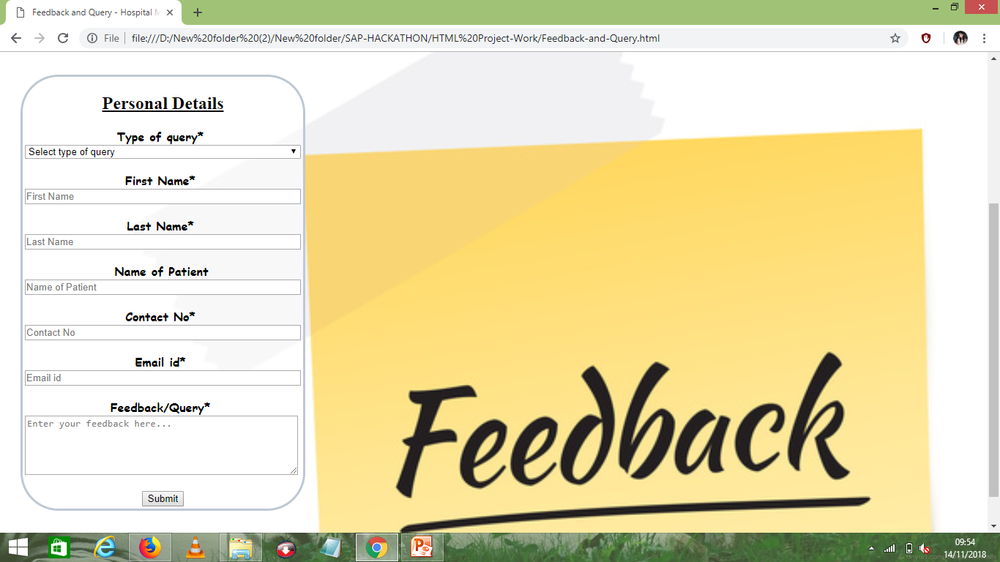 Feedback and Query - Hospital M
File
file:///D:/New%20folder%20(2)/New%20folder/SAP-HACKATHON/HTML%20Project-Work/Feedback-and-Query.html
Personal Details
Type of query*
Select type of query
First Name*
First Name
Last Name*
Last Name
Name of Patient
Name of Patient
Contact No*
Contact No
Email id*
Email id
Feedback/Query*
Enter your feedback here...
Submit
Feedback
09:54
14/11/2018